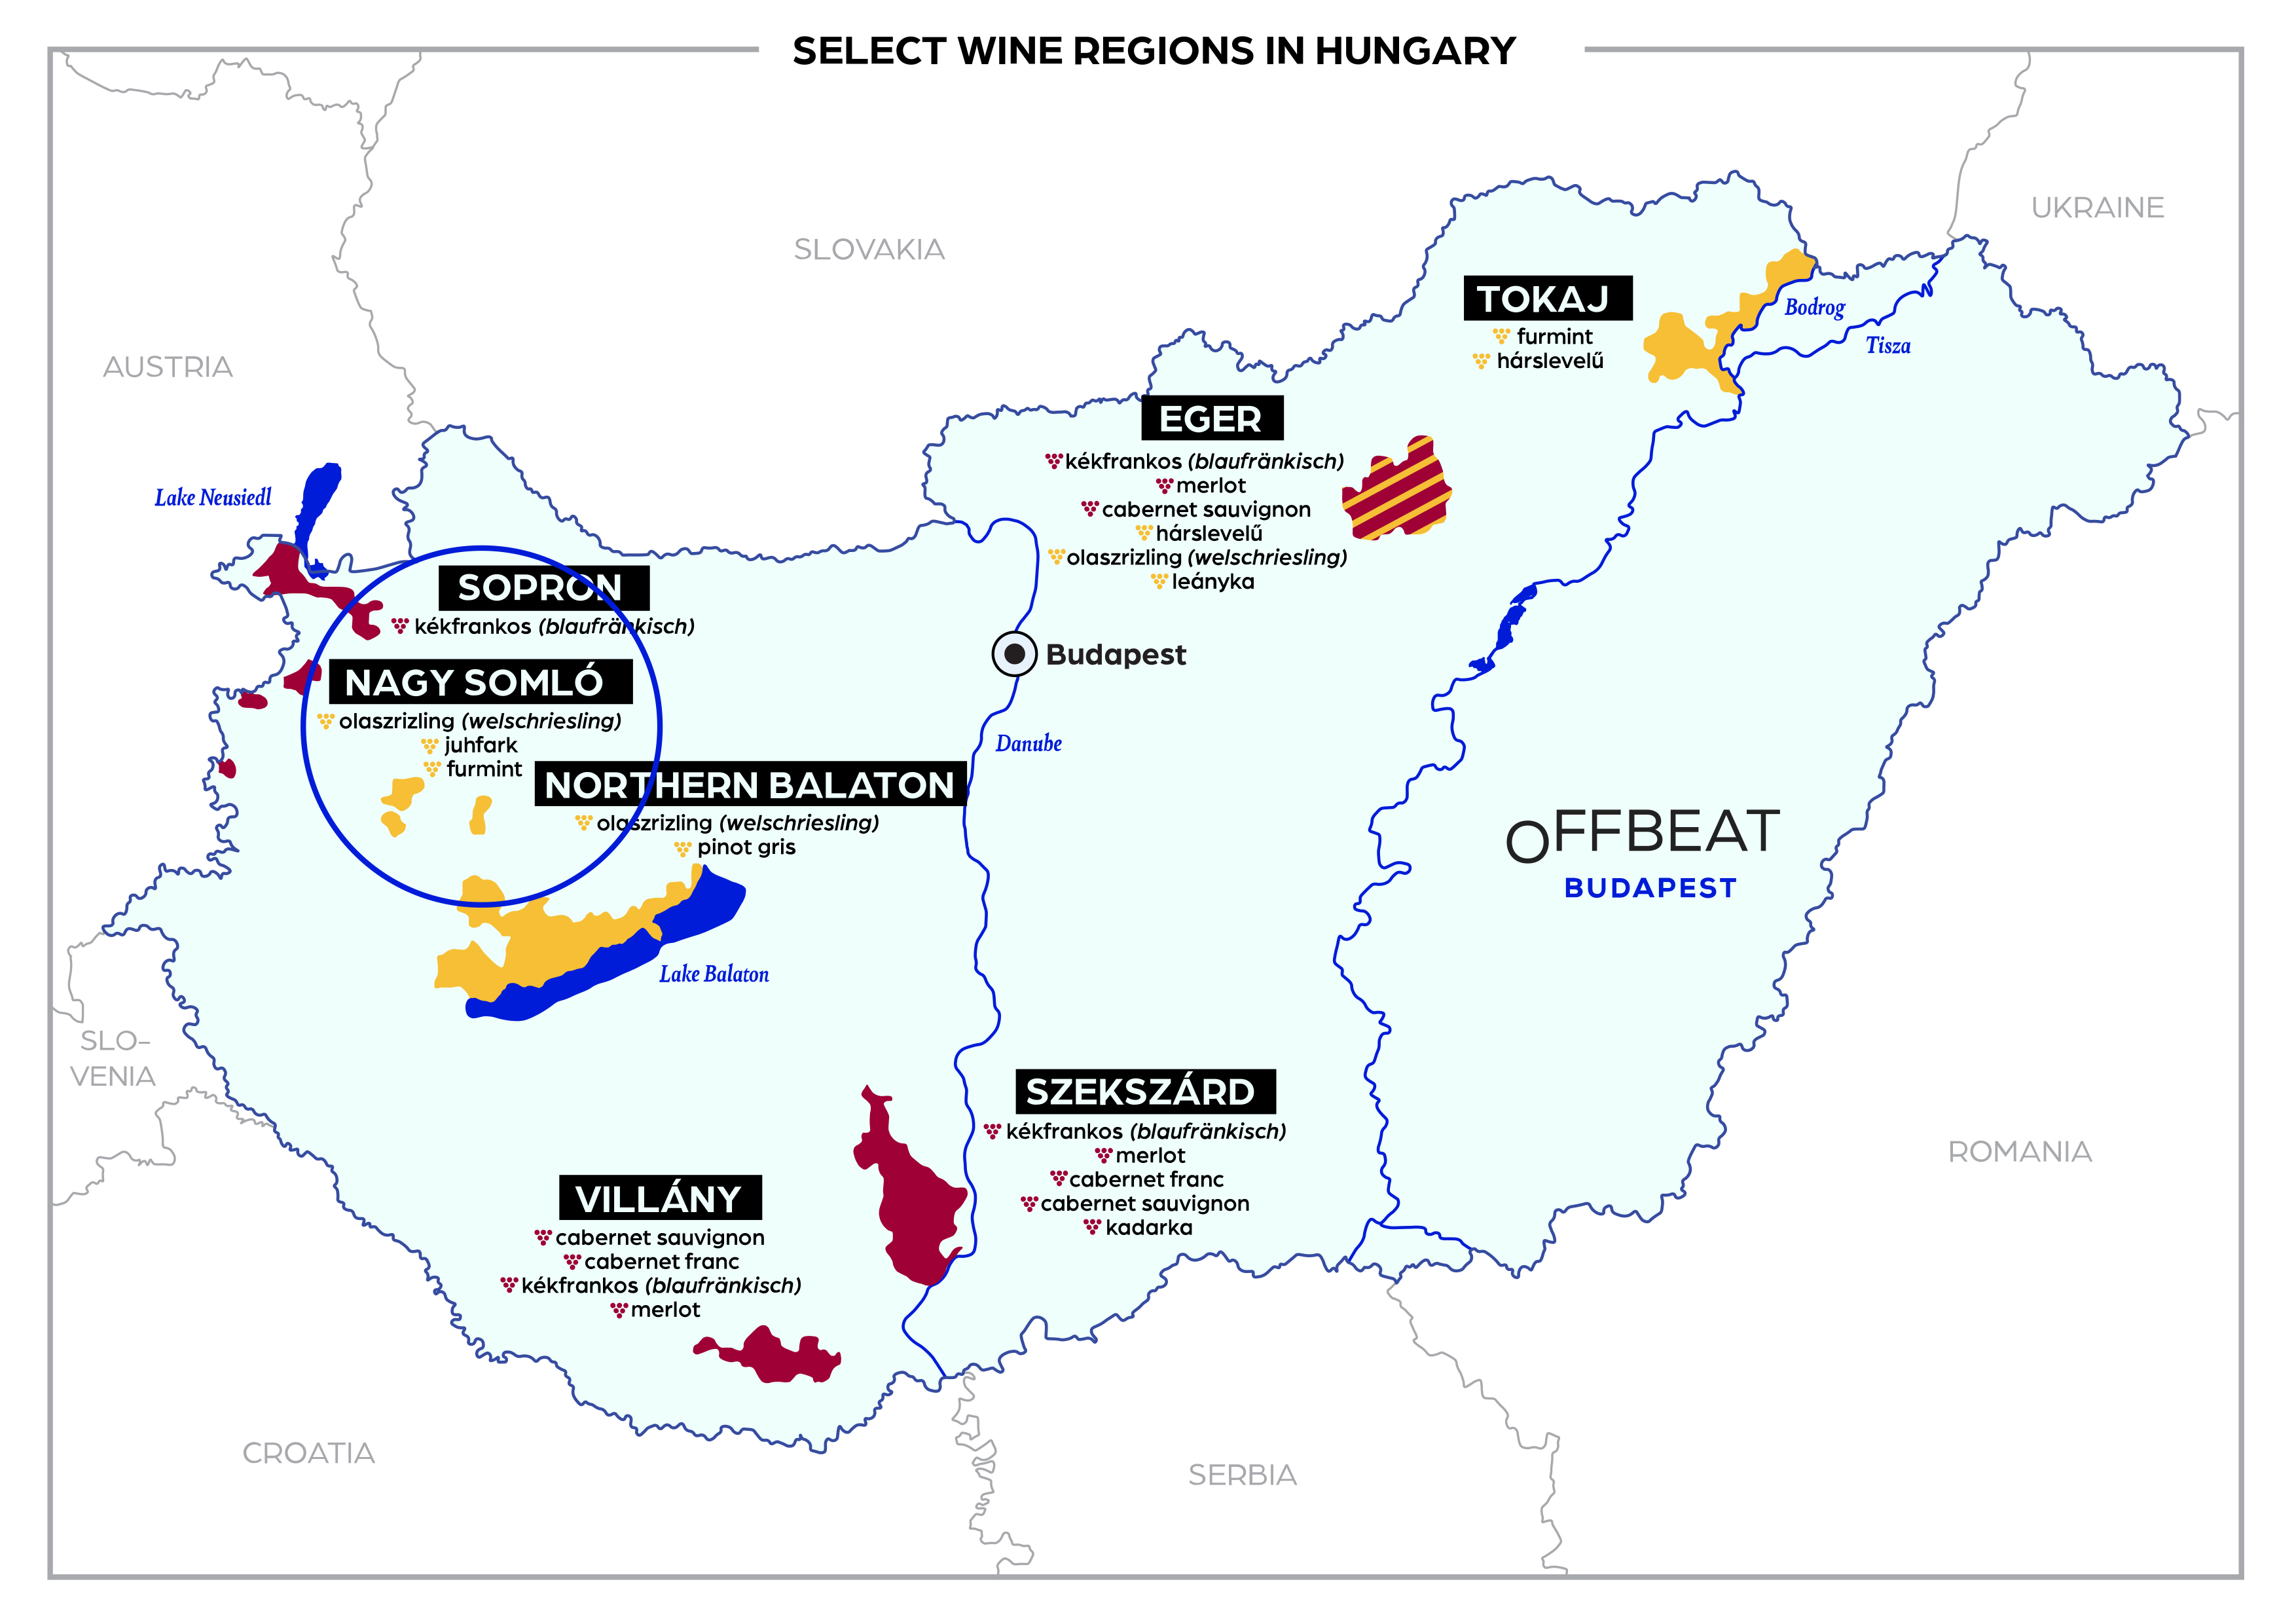 SELECT WINE REGIONS IN HUNGARY
UKRAINE
SLOVAKIA
AUSTRIA
TOKAJ
furmint
hárslevelű
Bodrog
Tisza
EGER
kékfrankos (blaufränkisch)
merlot
cabernet sauvignon
hárslevelű
olaszrizling (welschriesling)
leányka
Lake Neusiedl
SOPRON
kékfrankos (blaufränkisch)
Budapest
NAGY SOMLÓ
olaszrizling (welschriesling)
juhfark
furmint
Danube
NORTHERN BALATON
olaszrizling (welschriesling)
pinot gris
OFFBEAT
BUDAPEST
Lake Balaton
SLO-
VENIA
SZEKSZÁRD
kékfrankos (blaufränkisch)
merlot
cabernet franc
cabernet sauvignon
kadarka
ROMANIA
VILLÁNY
cabernet sauvignon
cabernet franc
kékfrankos (blaufränkisch)
merlot
CROATIA
SERBIA